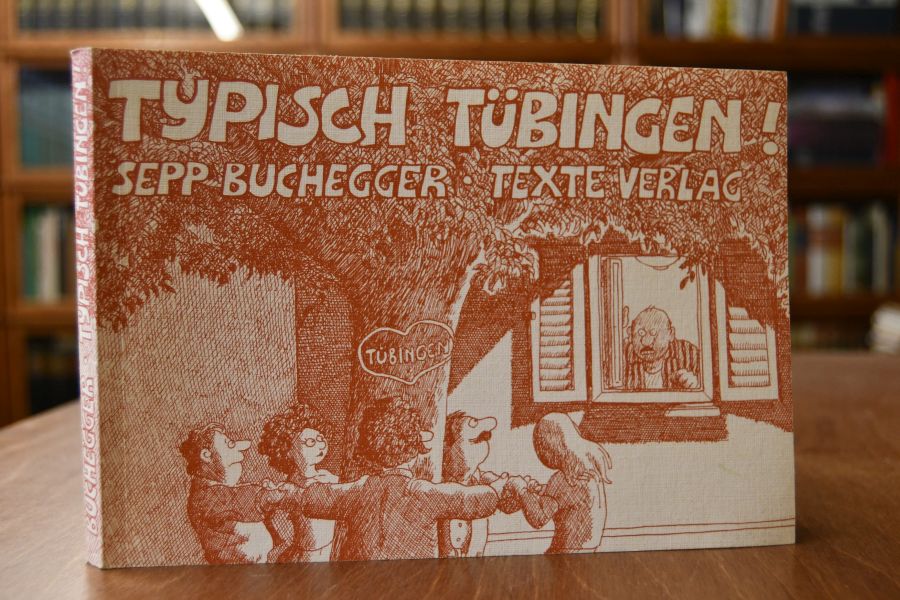 TYPISCH TÜBINGEN!
SEPP BUCHEGGER · TEXTE VERLAG
TÜBINGEN
BUCHEGGER · TYPISCH TÜBINGEN